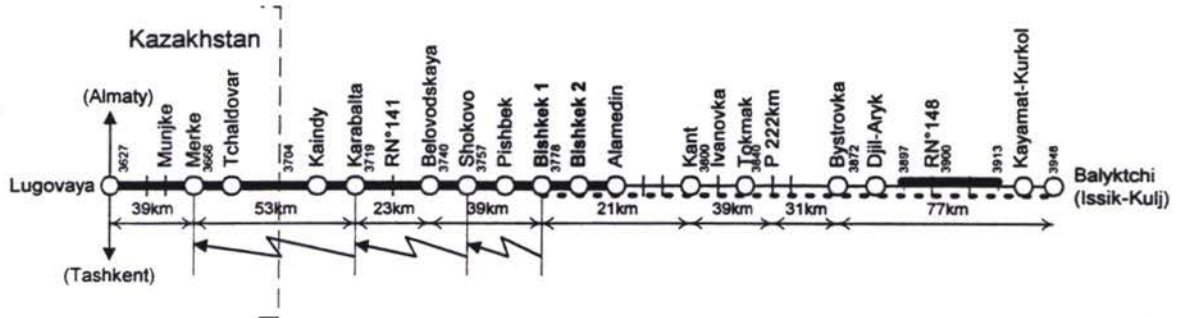 Kazakhstan
(Almaty)
Lugovaya
(Tashkent)
3627
Munjke
Merke
3666
Tchaldovar
3704
Kaindy
Karabalta
3719
RN°141
Belovodskaya
3740
Shokovo
3757
Pishbek
Bishkek 1
3778
Bishkek 2
Alamedin
Kant
3800
Ivanovka
Tokmak
3840
P 222km
Bystrovka
3872
Djil-Aryk
3897
RN°148
3900
3913
Kayamat-Kurkol
3948
Balyktchi
(Issik-Kulj)
39km
53km
23km
39km
21km
39km
31km
77km